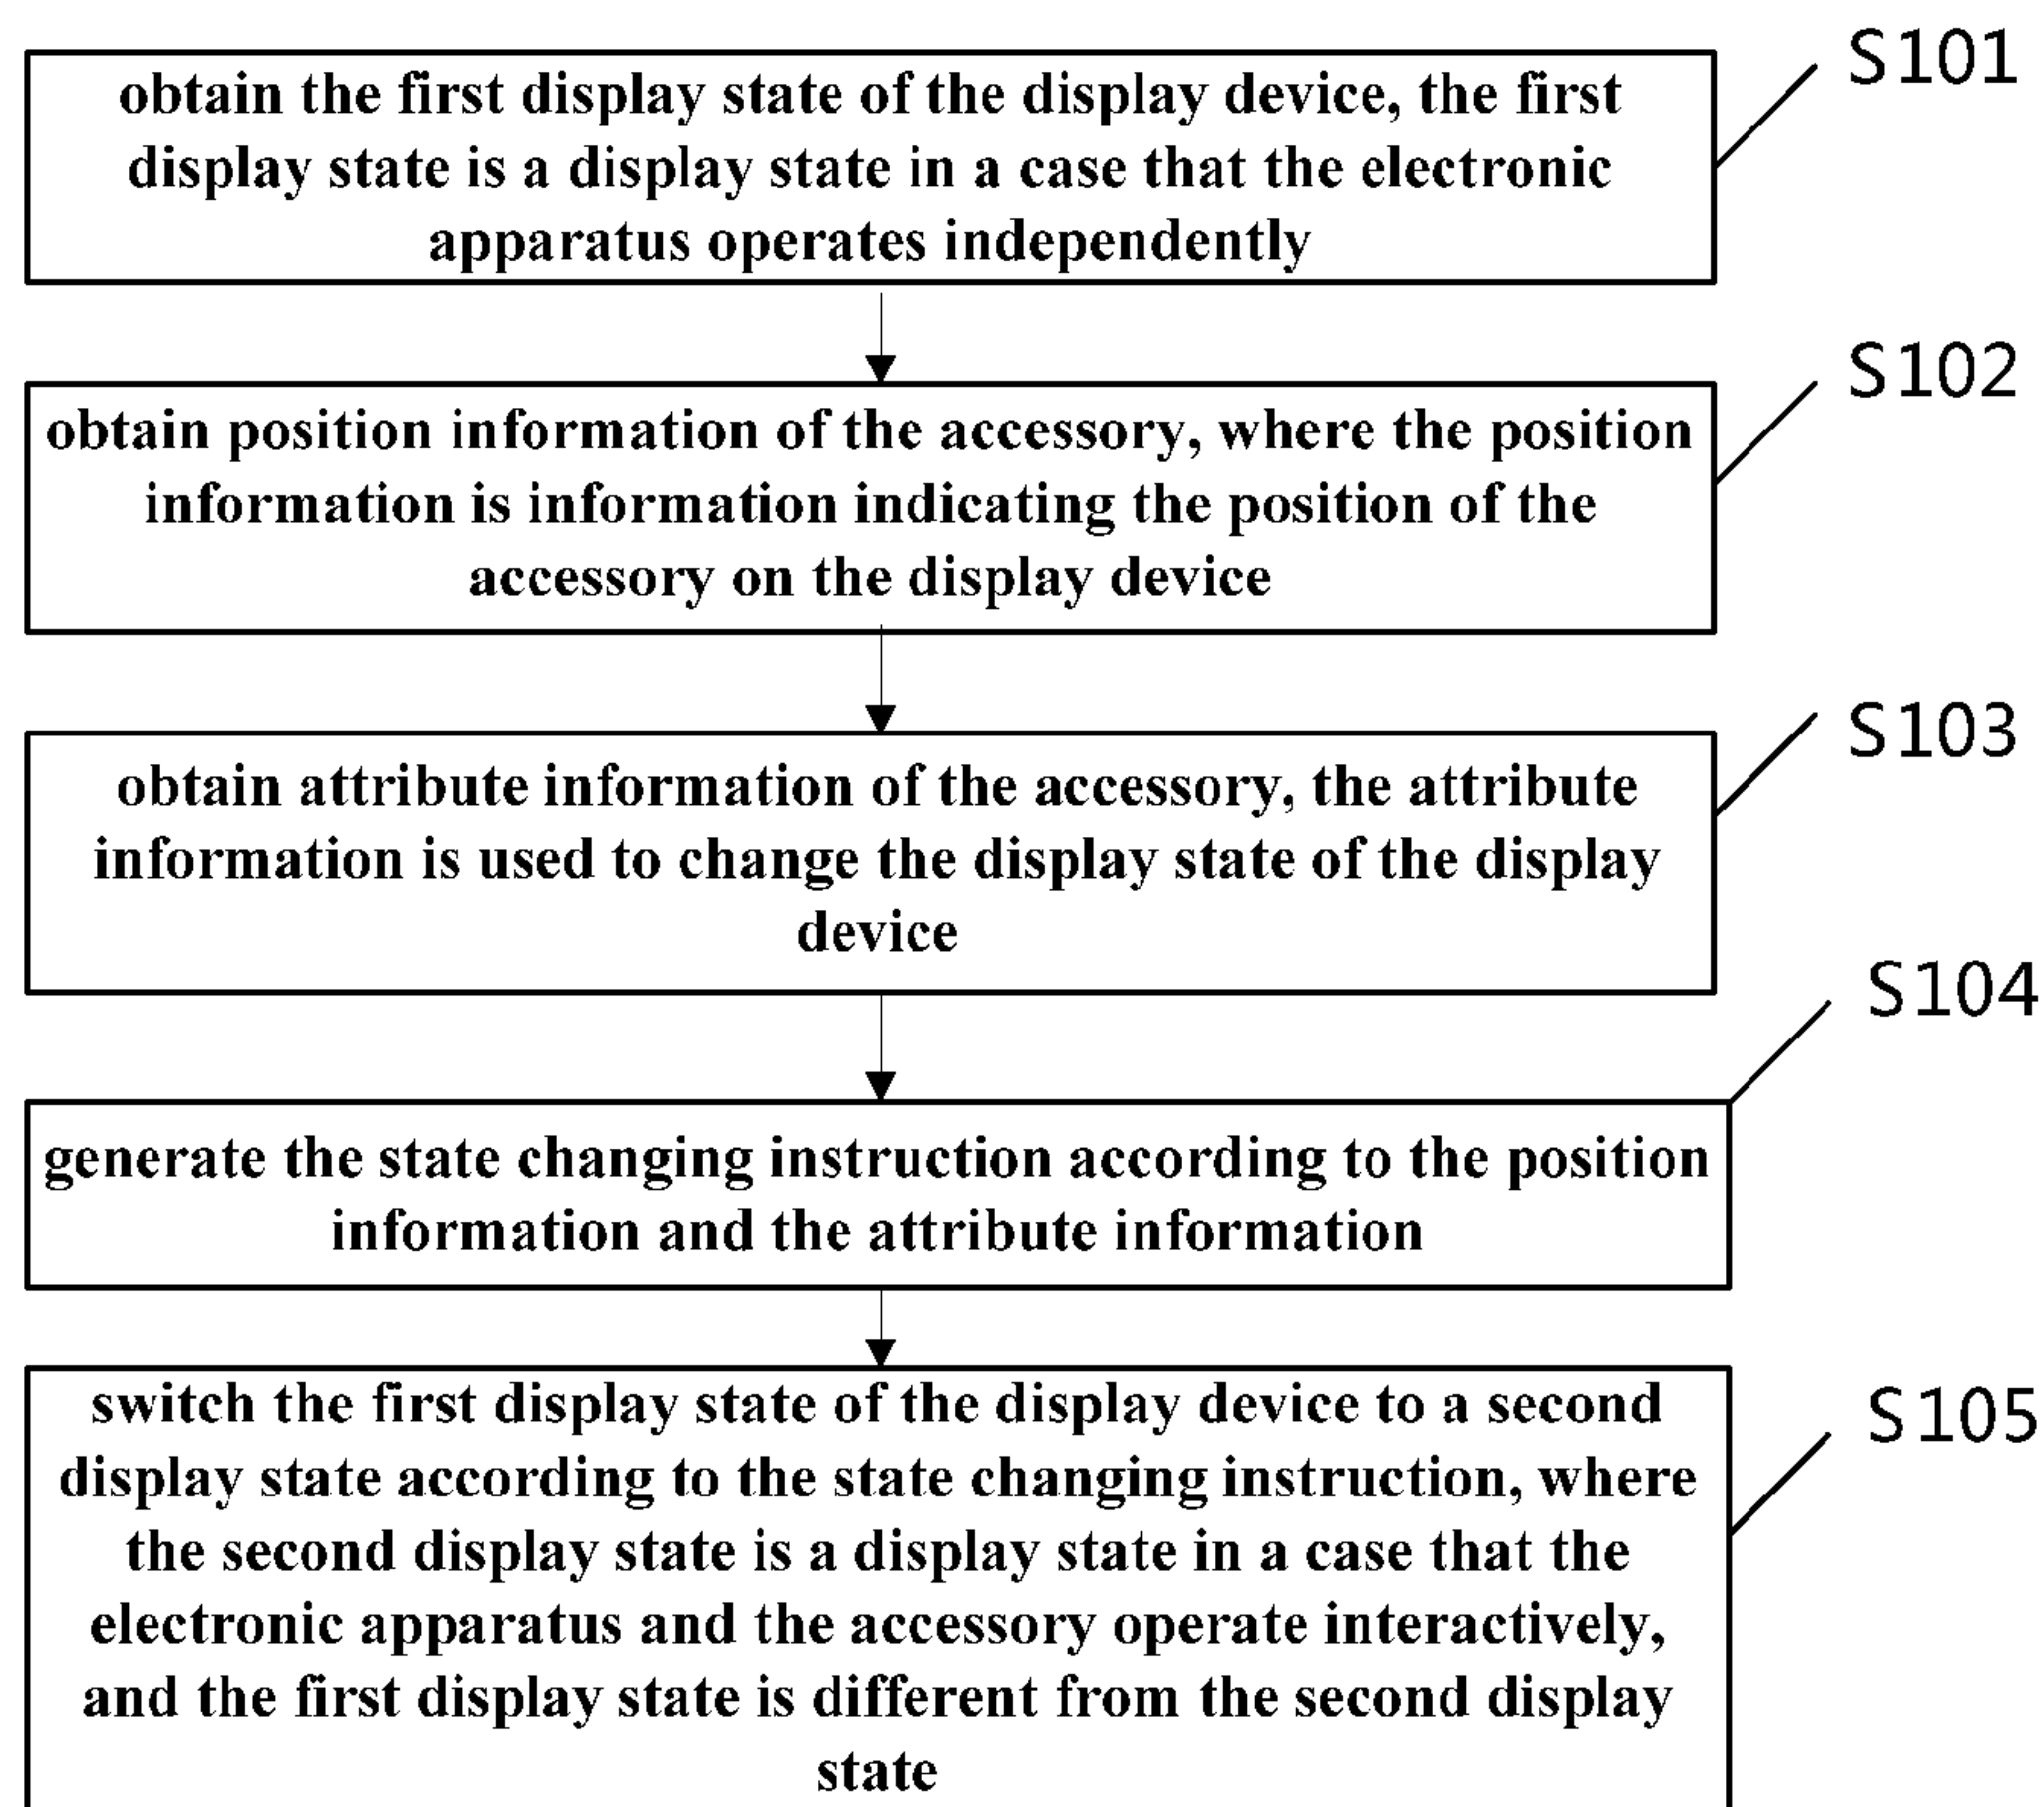 S101
obtain the first display state of the display device, the first
display state is a display state in a case that the electronic
apparatus operates independently
S102
obtain position information of the accessory, where the position
information is information indicating the position of the
accessory on the display device
S103
obtain attribute information of the accessory, the attribute
information is used to change the display state of the display
device
S104
generate the state changing instruction according to the position
information and the attribute information
S105
switch the first display state of the display device to a second
display state according to the state changing instruction, where
the second display state is a display state in a case that the
electronic apparatus and the accessory operate interactively,
and the first display state is different from the second display
state